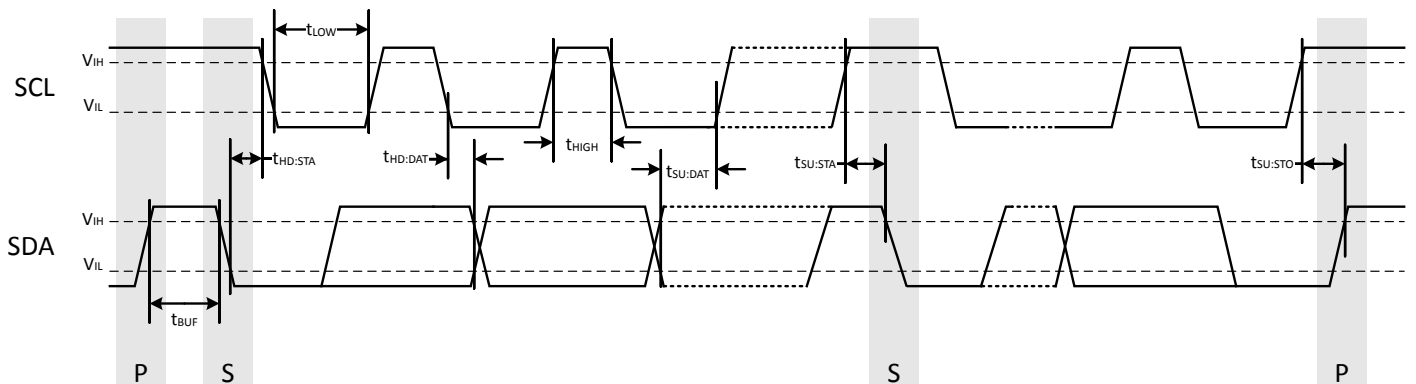 tLOW
VIH
SCL
VIL
tHD:STA
tHD:DAT
tHIGH
tSU:DAT
tSU:STA
tSU:STO
VIH
SDA
VIL
tBUF
P
S
S
P